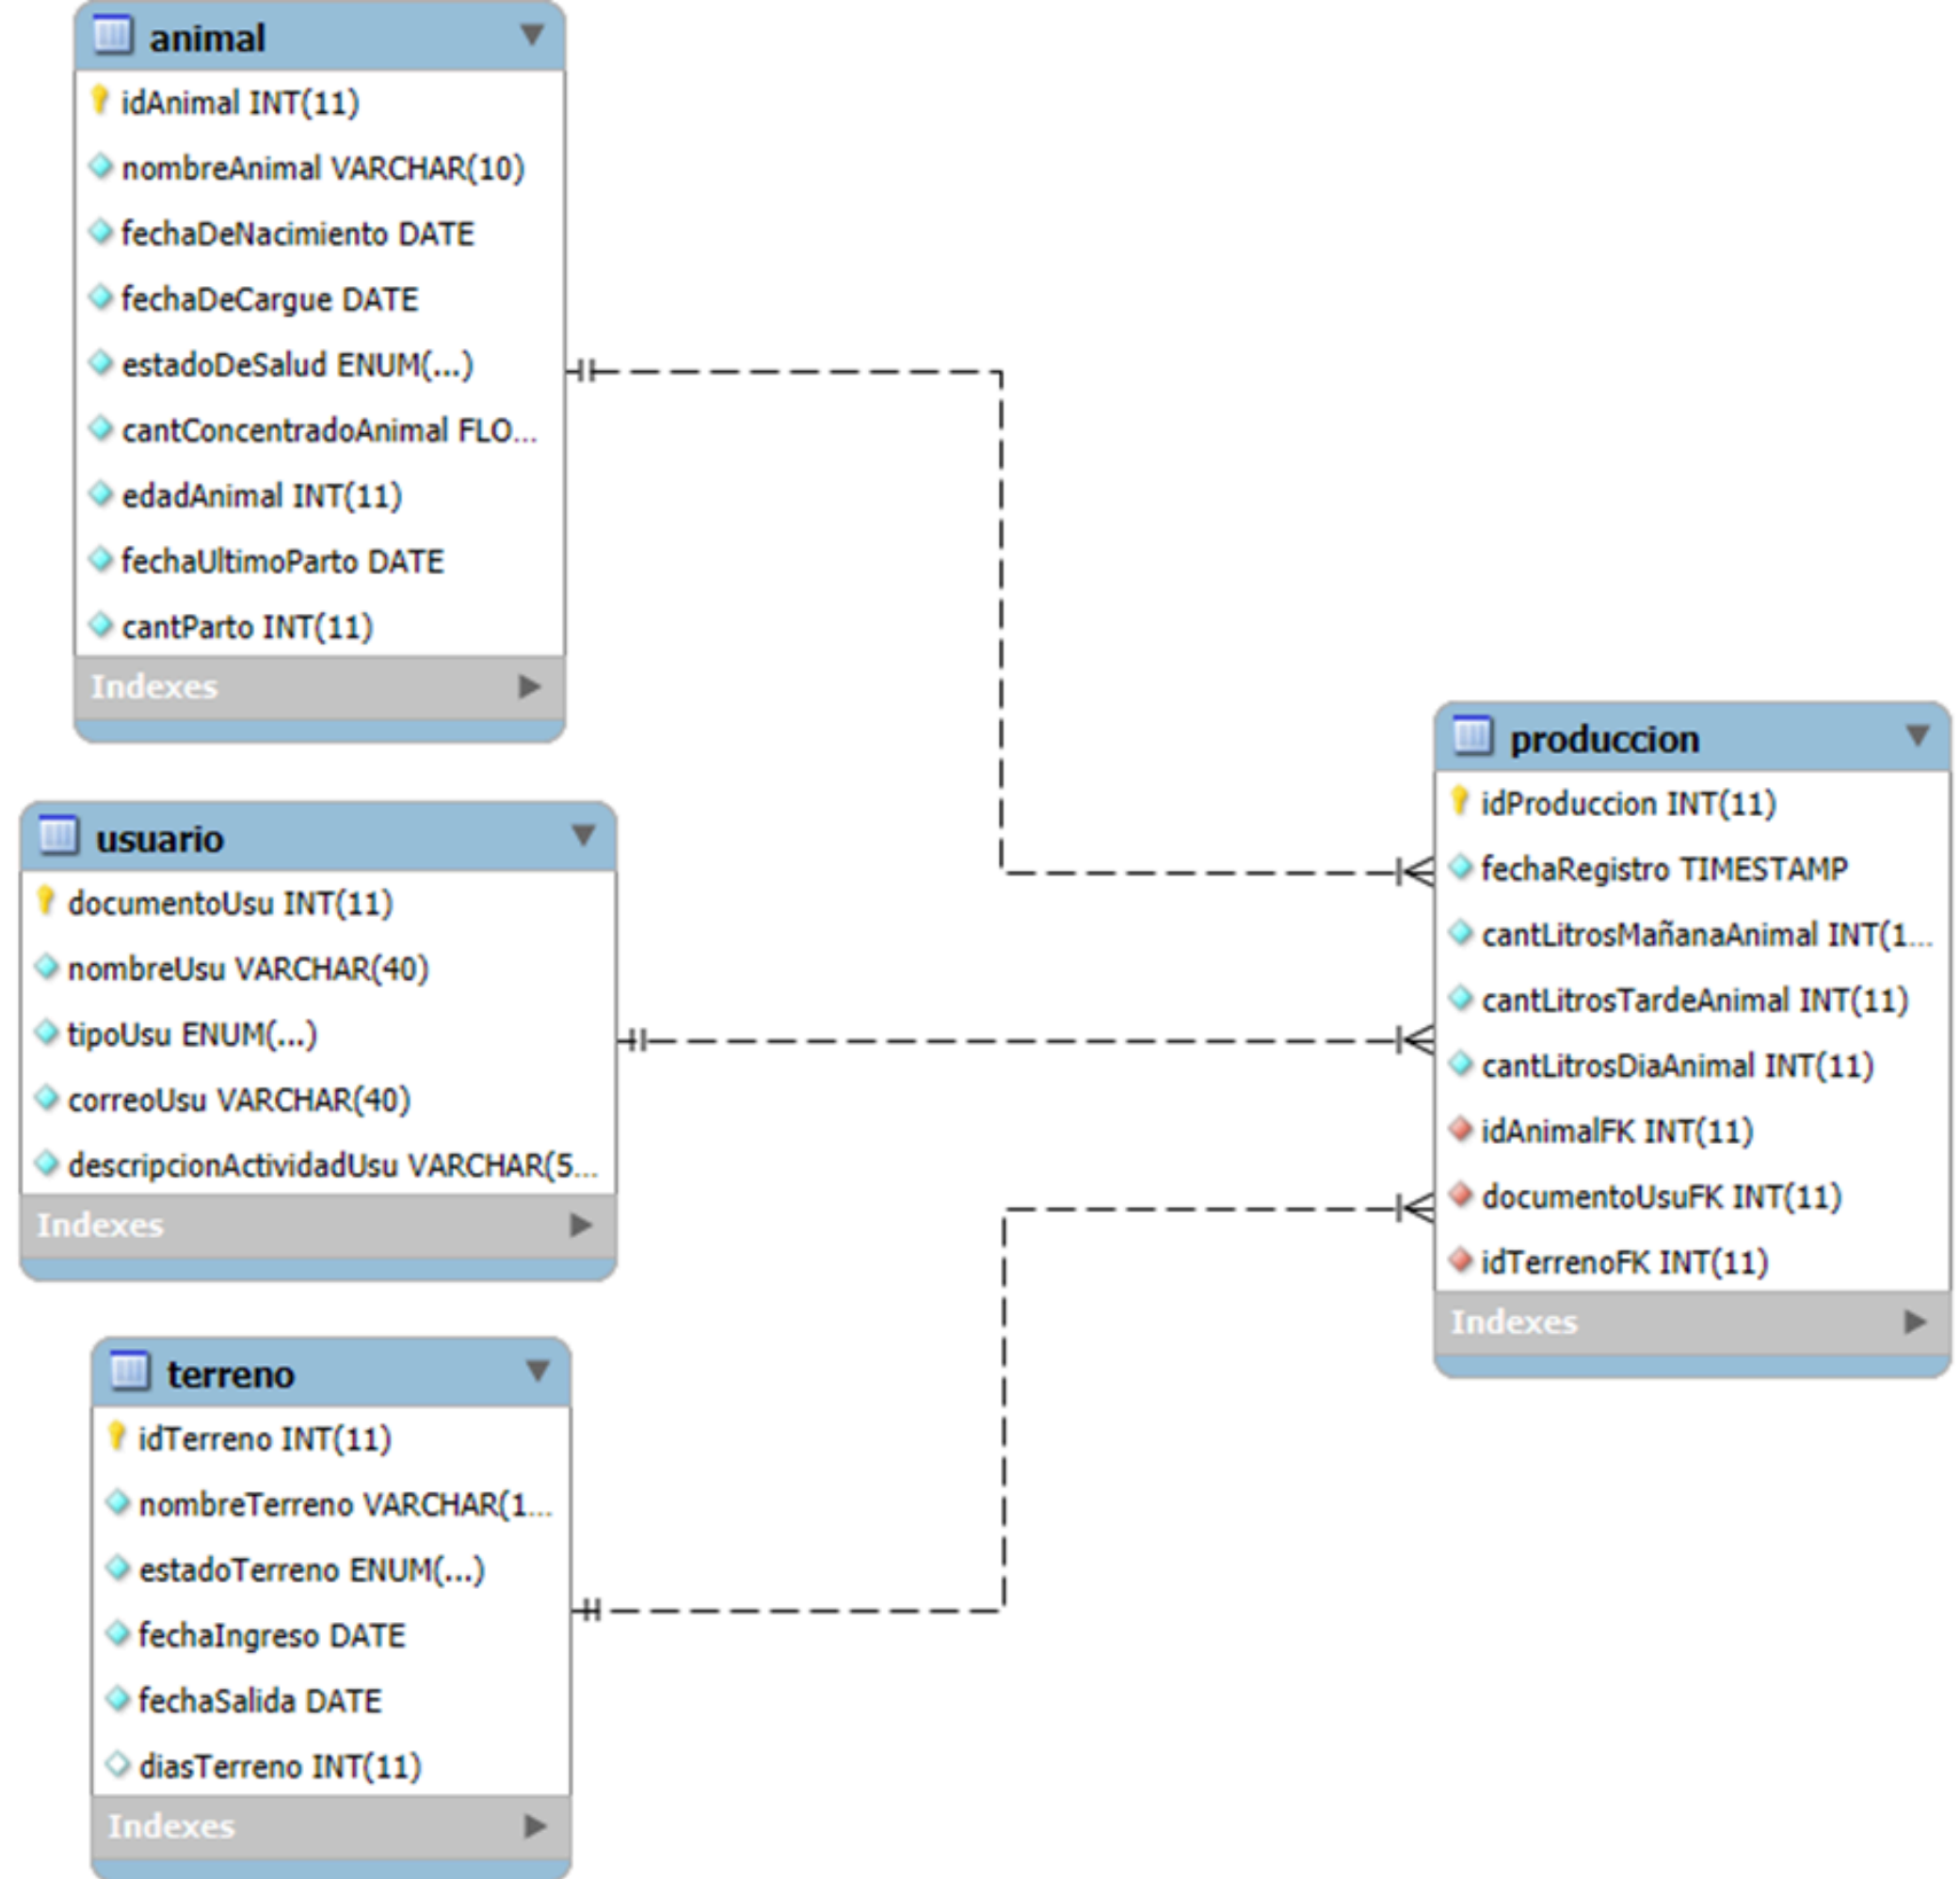 animal
idAnimal INT(11)
nombreAnimal VARCHAR(10)
fechaDeNacimiento DATE
fechaDeCargue DATE
estadoDeSalud ENUM(...)
cantConcentradoAnimal FLO...
edadAnimal INT(11)
fechaUltimoParto DATE
cantParto INT(11)
Indexes
usuario
documentoUsu INT(11)
nombreUsu VARCHAR(40)
tipoUsu ENUM(...)
correoUsu VARCHAR(40)
descripcionActividadUsu VARCHAR(5...
Indexes
terreno
idTerreno INT(11)
nombreTerreno VARCHAR(1...
estadoTerreno ENUM(...)
fechaIngreso DATE
fechaSalida DATE
diasTerreno INT(11)
Indexes
produccion
idProduccion INT(11)
fechaRegistro TIMESTAMP
cantLitrosMañanaAnimal INT(1...
cantLitrosTardeAnimal INT(11)
cantLitrosDiaAnimal INT(11)
idAnimalFK INT(11)
documentoUsuFK INT(11)
idTerrenoFK INT(11)
Indexes